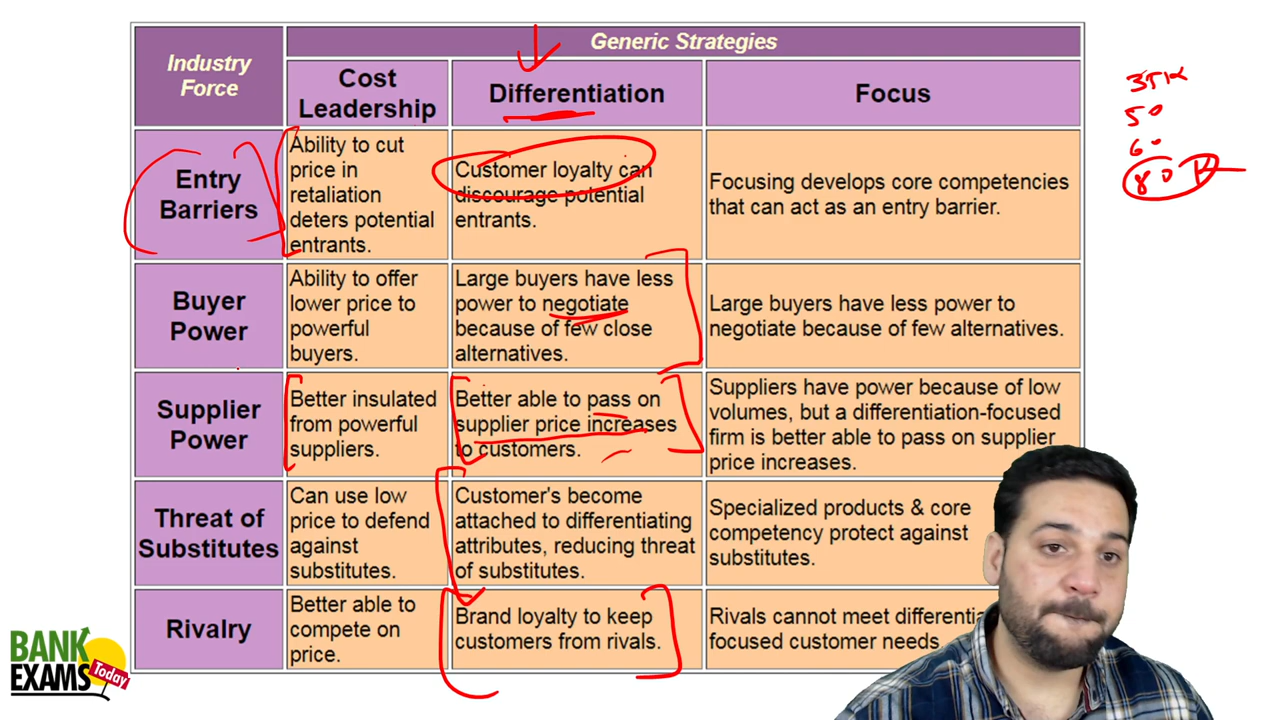 Industry
Force
Generic Strategies
Cost
Leadership
Differentiation
Focus
Entry
Barriers
Ability to cut
price in
retaliation
deters potential
entrants.
Customer loyalty can
discourage potential
entrants.
Focusing develops core competencies
that can act as an entry barrier.
Buyer
Power
Ability to offer
lower price to
powerful
buyers.
Large buyers have less
power to negotiate
because of few close
alternatives.
Large buyers have less power to
negotiate because of few alternatives.
Supplier
Power
Better insulated
from powerful
suppliers.
Better able to pass on
supplier price increases
to customers.
Suppliers have power because of low
volumes, but a differentiation-focused
firm is better able to pass on supplier
price increases.
Threat of
Substitutes
Can use low
price to defend
against
substitutes.
Customer's become
attached to differentiating
attributes, reducing threat
of substitutes.
Specialized products & core
competency protect against
substitutes.
Rivalry
Better able to
compete on
price.
Brand loyalty to keep
customers from rivals.
Rivals cannot meet
focused customer needs
35K
50
60
80 K
BANK
EXAMS
Today